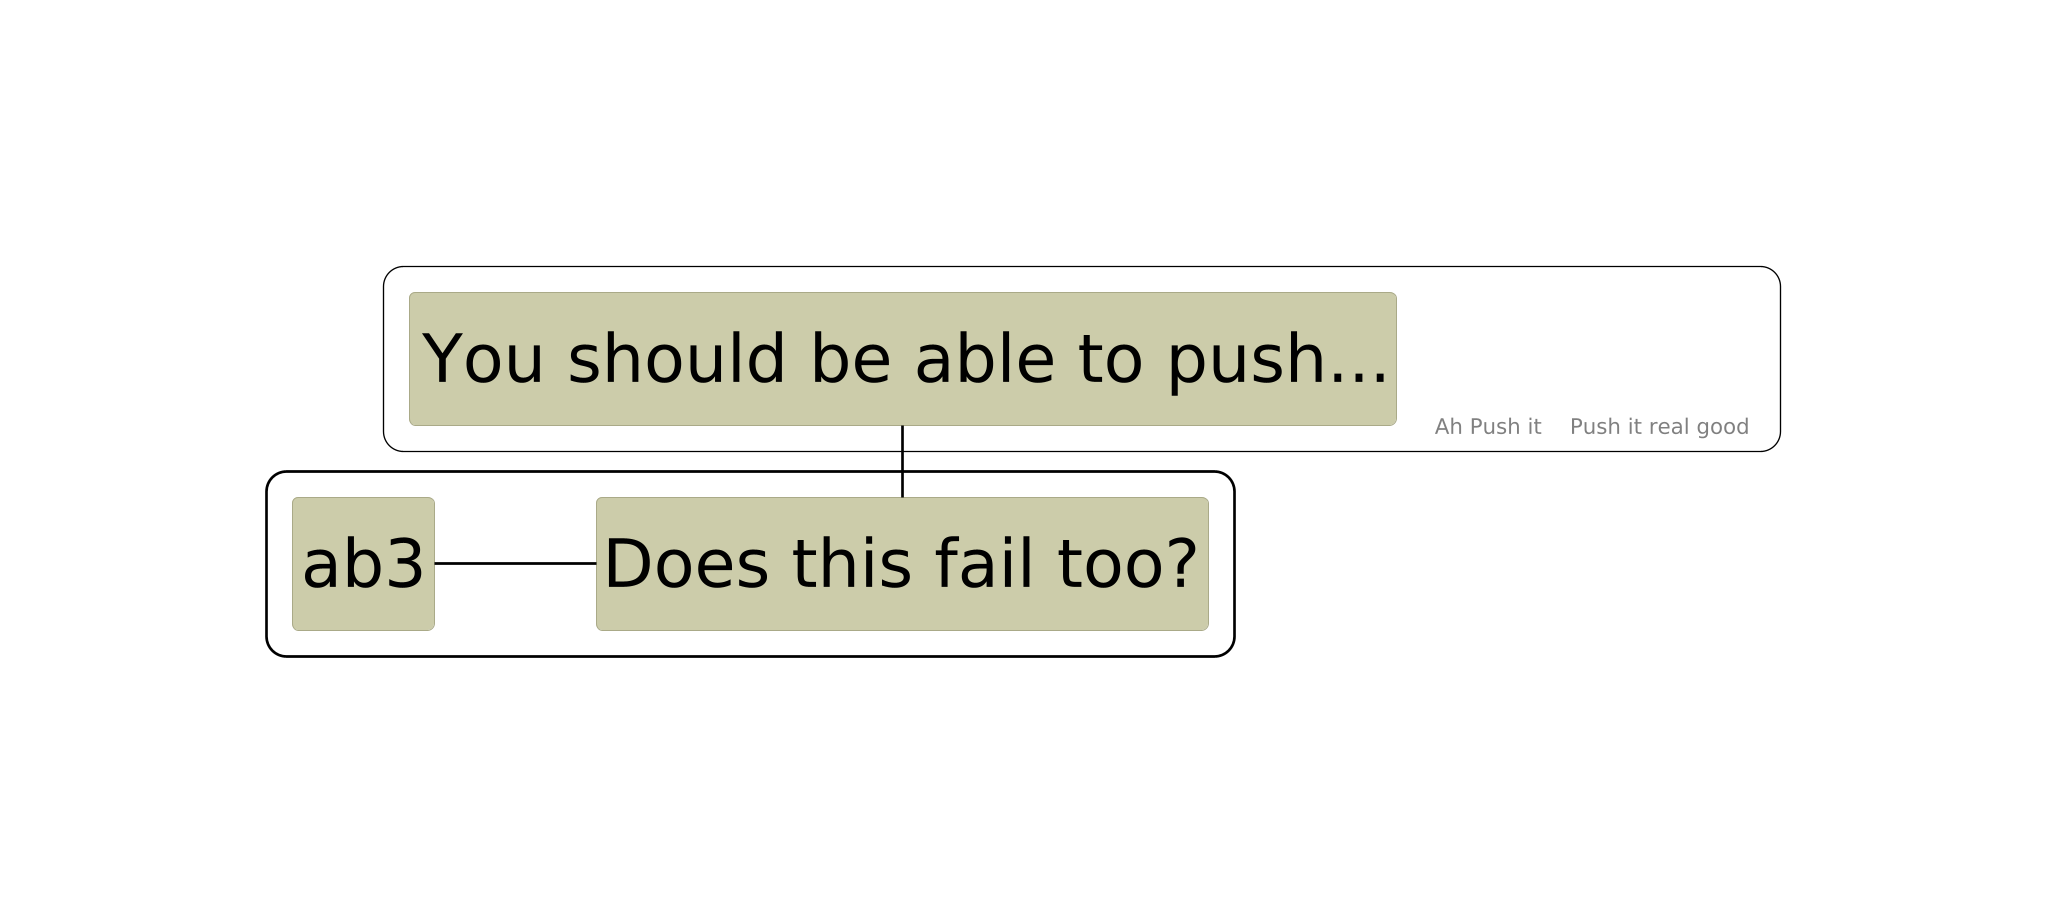 You should be able to push...
Ah Push it Push it real good
ab3
Does this fail too?